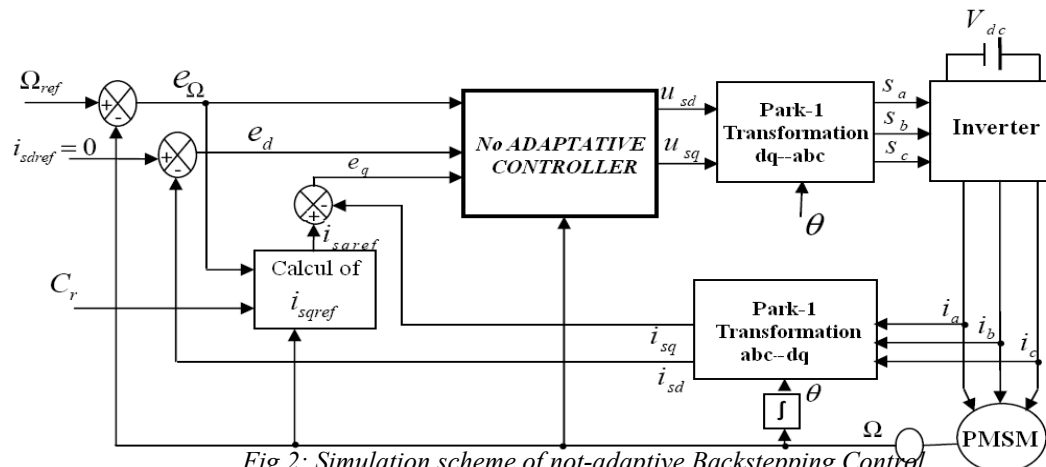 V_dc
Ω_ref
+
-
e_Ω
i_sdref = 0
+
-
e_d
e_q
No ADAPTATIVE
CONTROLLER
u_sd
u_sq
Park-1
Transformation
dq--abc
θ
s_a
s_b
s_c
Inverter
-
+
i_sqref
C_r
Calcul of
i_sqref
i_sq
i_sd
Park-1
Transformation
abc--dq
i_a
i_b
i_c
∫
θ
Ω
PMSM
Fig 2: Simulation scheme of not-adaptive Backstepping Control